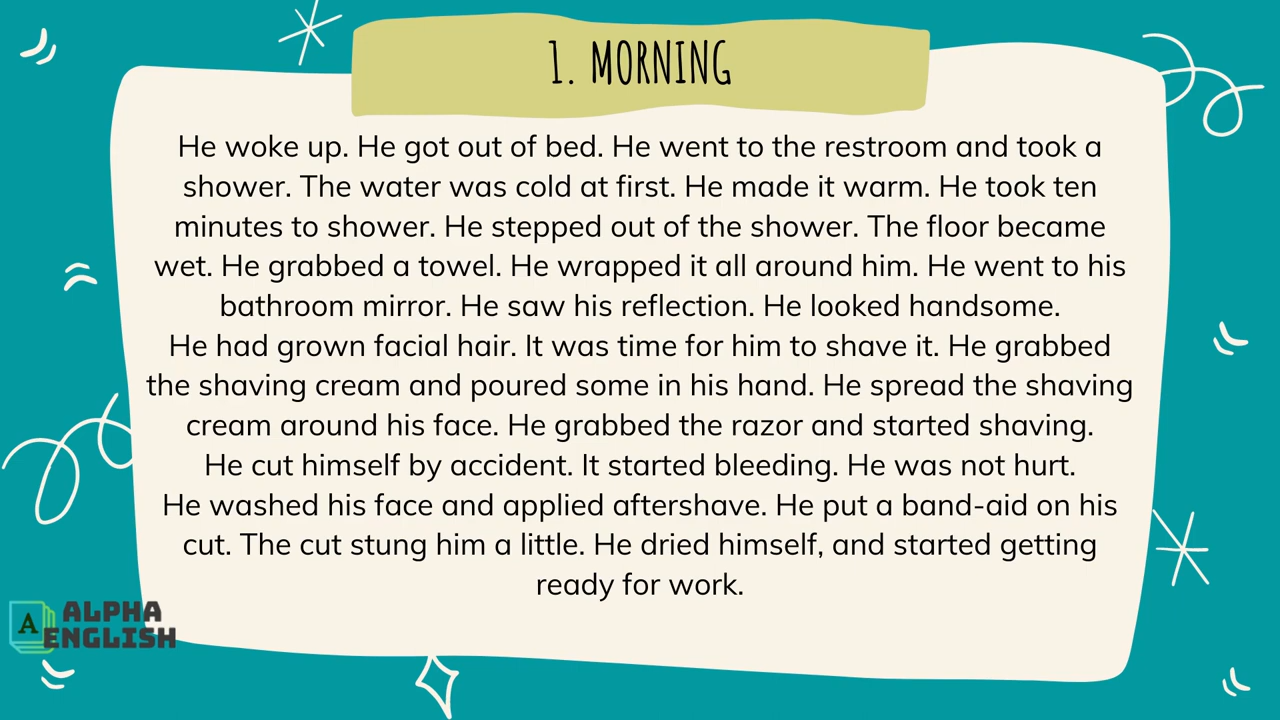 1. MORNING
He woke up. He got out of bed. He went to the restroom and took a
shower. The water was cold at first. He made it warm. He took ten
minutes to shower. He stepped out of the shower. The floor became
wet. He grabbed a towel. He wrapped it all around him. He went to his
bathroom mirror. He saw his reflection. He looked handsome.
He had grown facial hair. It was time for him to shave it. He grabbed
the shaving cream and poured some in his hand. He spread the shaving
cream around his face. He grabbed the razor and started shaving.
He cut himself by accident. It started bleeding. He was not hurt.
He washed his face and applied aftershave. He put a band-aid on his
cut. The cut stung him a little. He dried himself, and started getting
ready for work.
A
ALPHA
ENGLISH